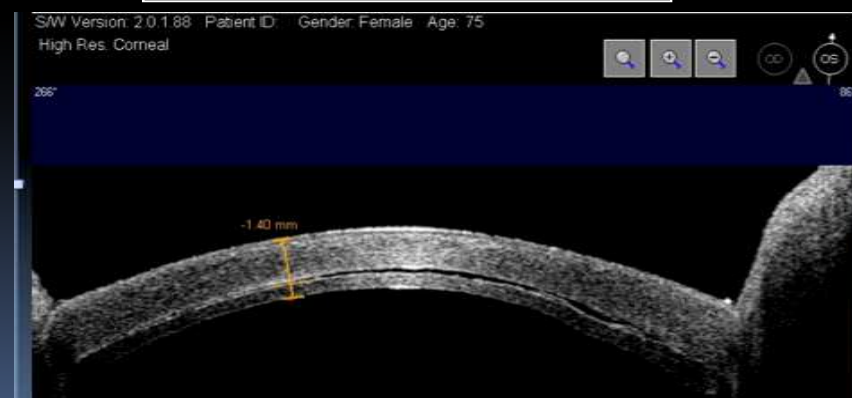 S/W Version: 2.0.1.88 Patient ID: Gender: Female Age: 75
High Res. Corneal
OD OS
266° 86
-1.40 mm